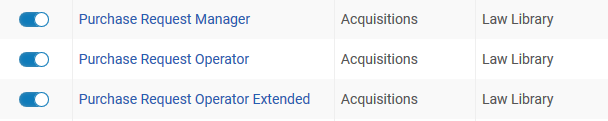 Purchase Request Manager Acquisitions Law Library
Purchase Request Operator Acquisitions Law Library
Purchase Request Operator Extended Acquisitions Law Library